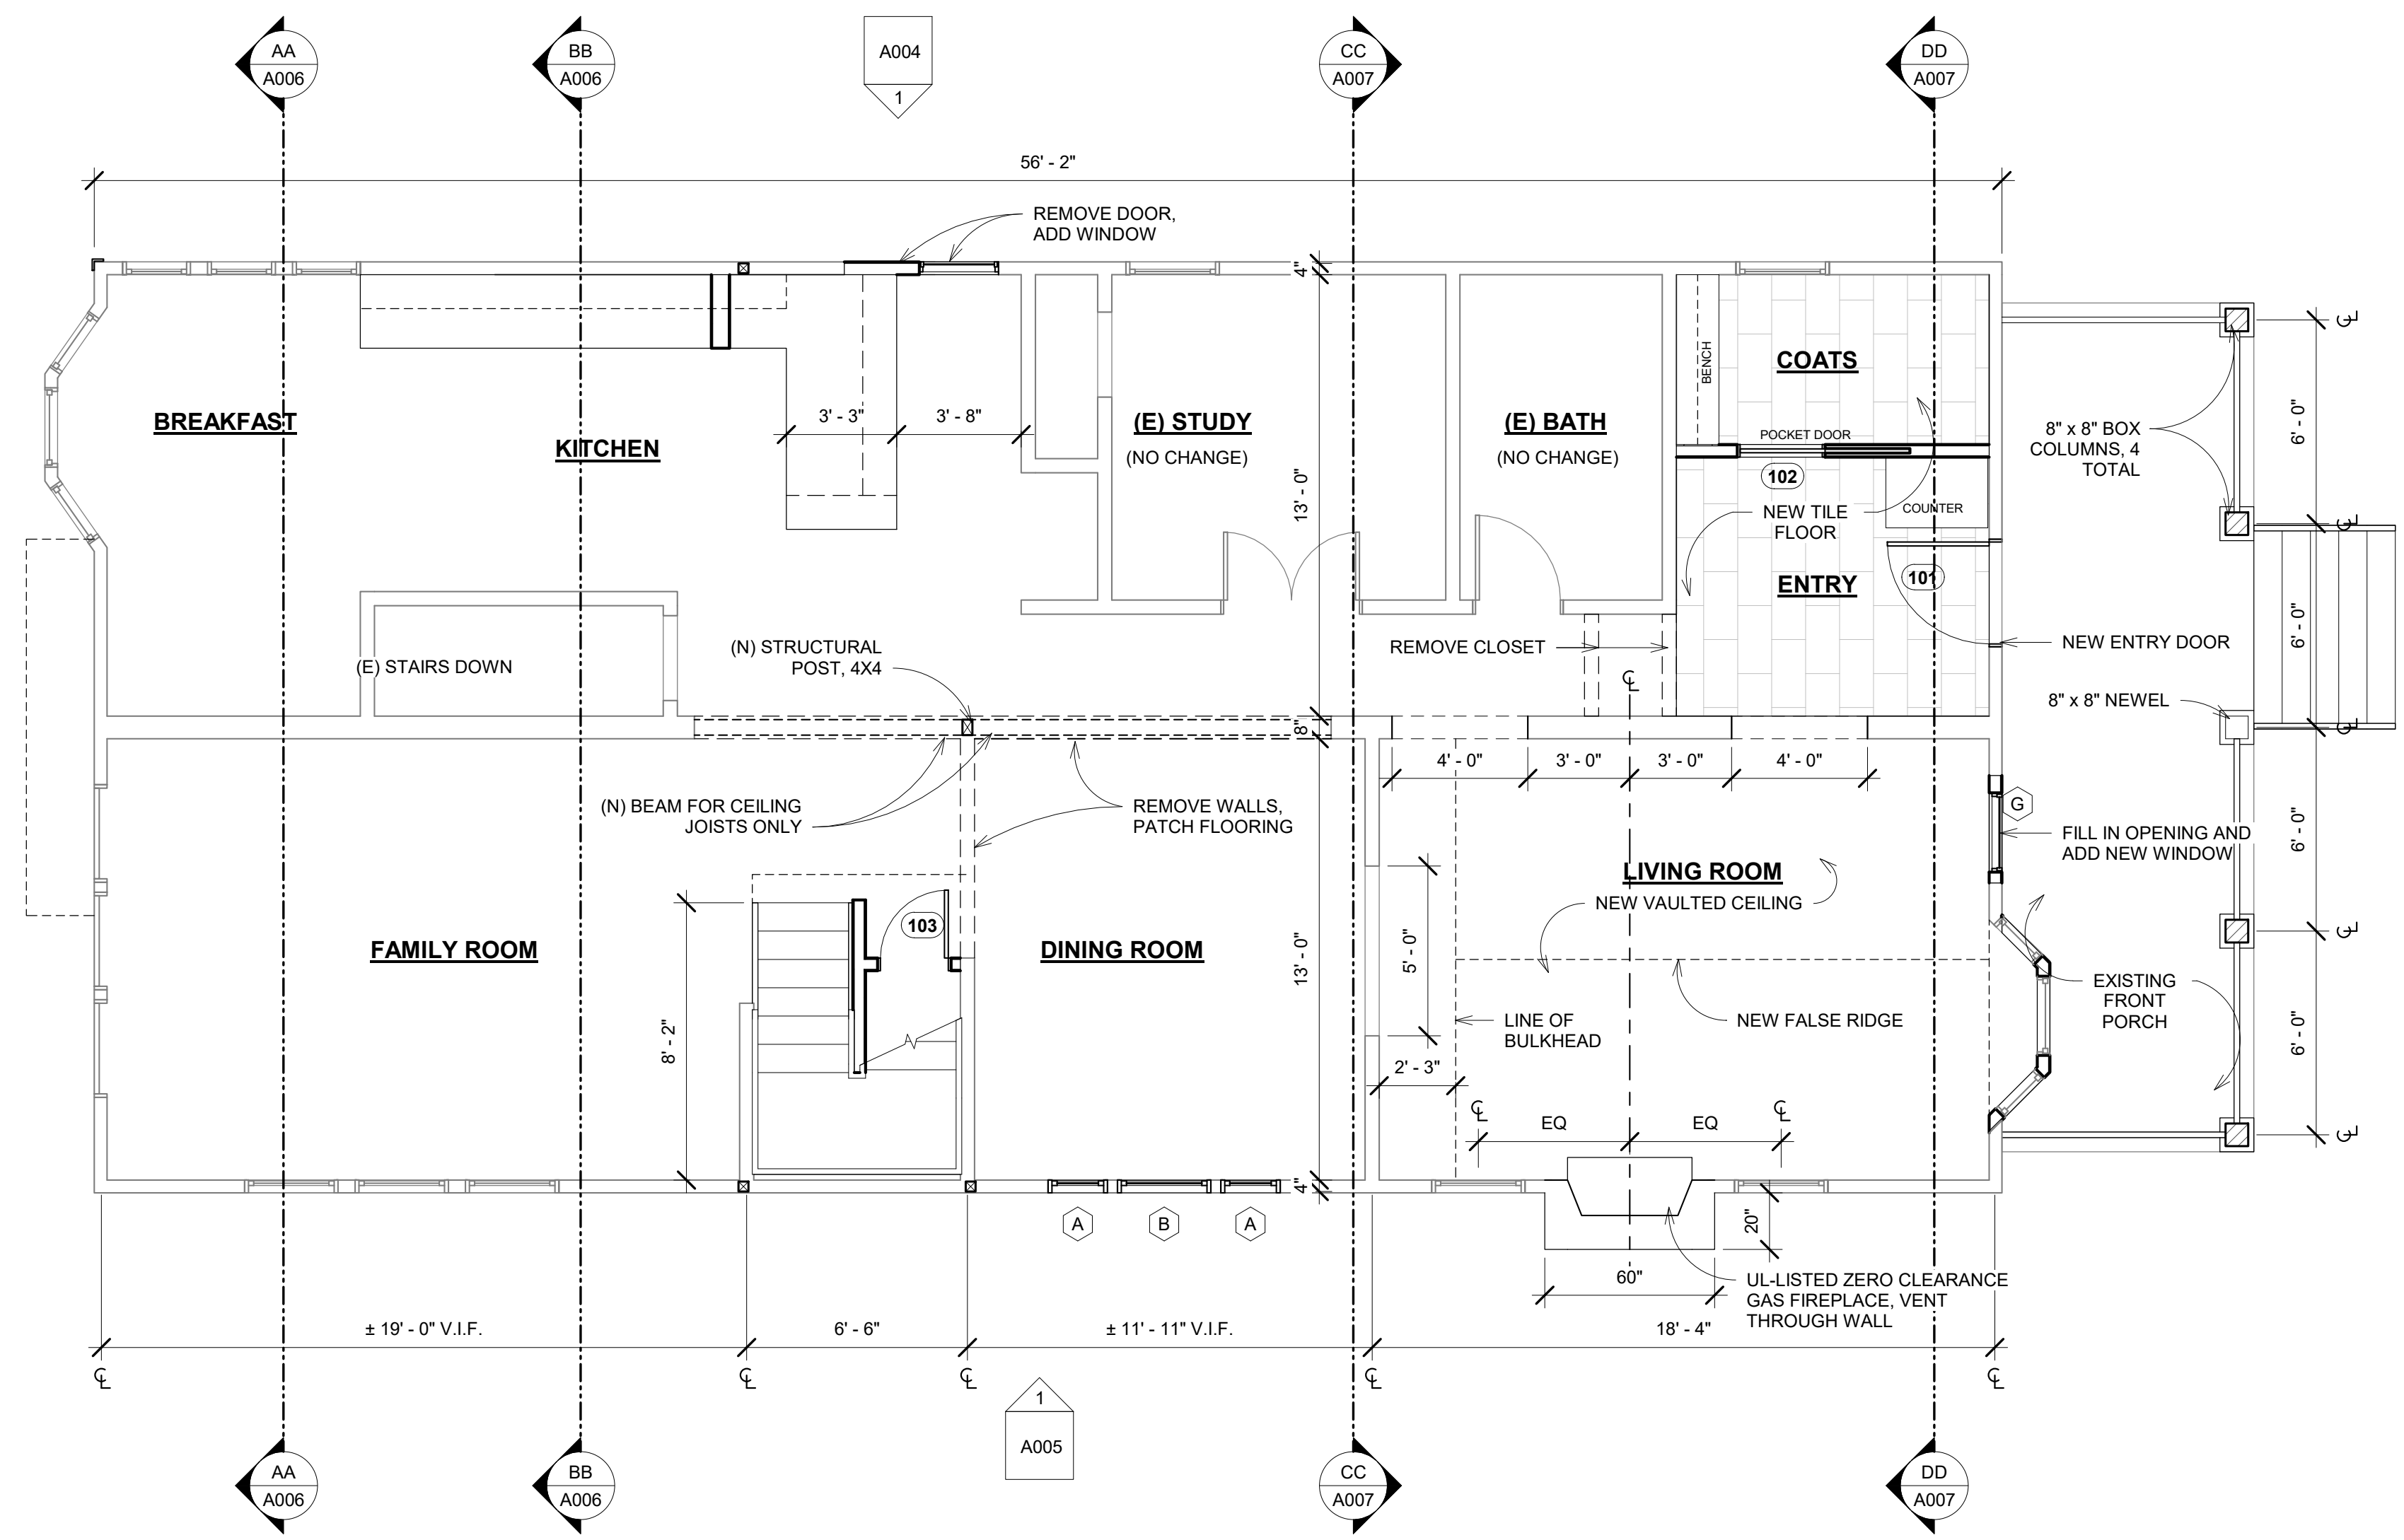 AA
A006
BB
A006
A004
1
CC
A007
DD
A007
56' - 2"
REMOVE DOOR,
ADD WINDOW
4"
BREAKFAST
KITCHEN
3' - 3"
3' - 8"
(E) STUDY
(NO CHANGE)
13' - 0"
(E) BATH
(NO CHANGE)
BENCH
COATS
POCKET DOOR
102
COUNTER
NEW TILE
FLOOR
101
ENTRY
8" x 8" BOX
COLUMNS, 4
TOTAL
6' - 0"
℄
℄
6' - 0"
NEW ENTRY DOOR
8" x 8" NEWEL
℄
(E) STAIRS DOWN
(N) STRUCTURAL
POST, 4X4
REMOVE CLOSET
℄
8"
4' - 0"
3' - 0"
3' - 0"
4' - 0"
(N) BEAM FOR CEILING
JOISTS ONLY
REMOVE WALLS,
PATCH FLOORING
G
FILL IN OPENING AND
ADD NEW WINDOW
6' - 0"
℄
LIVING ROOM
NEW VAULTED CEILING
103
FAMILY ROOM
DINING ROOM
13' - 0"
5' - 0"
8' - 2"
LINE OF
BULKHEAD
NEW FALSE RIDGE
EXISTING
FRONT
PORCH
6' - 0"
℄
2' - 3"
℄
EQ
EQ
℄
4"
A
B
A
20"
60"
UL-LISTED ZERO CLEARANCE
GAS FIREPLACE, VENT
THROUGH WALL
± 19' - 0" V.I.F.
6' - 6"
± 11' - 11" V.I.F.
18' - 4"
℄
℄
℄
℄
℄
1
A005
AA
A006
BB
A006
CC
A007
DD
A007